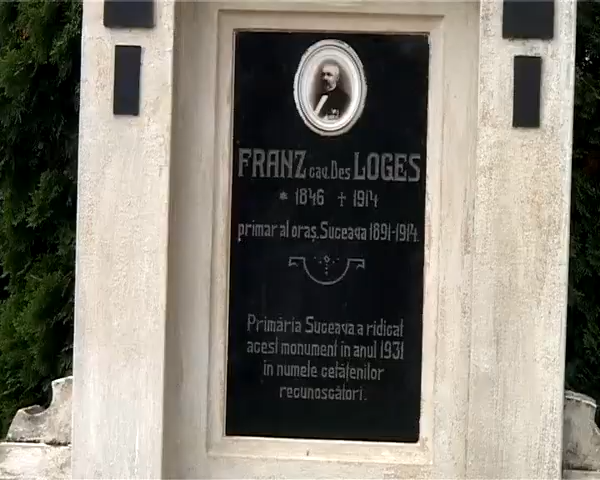 FRANZ cav. Des LOGES
* 1846 † 1914
primar al oraș. Suceava 1891-1914.
Primăria Suceava a ridicat
acest monument în anul 1931
în numele cetățenilor
recunoscători.